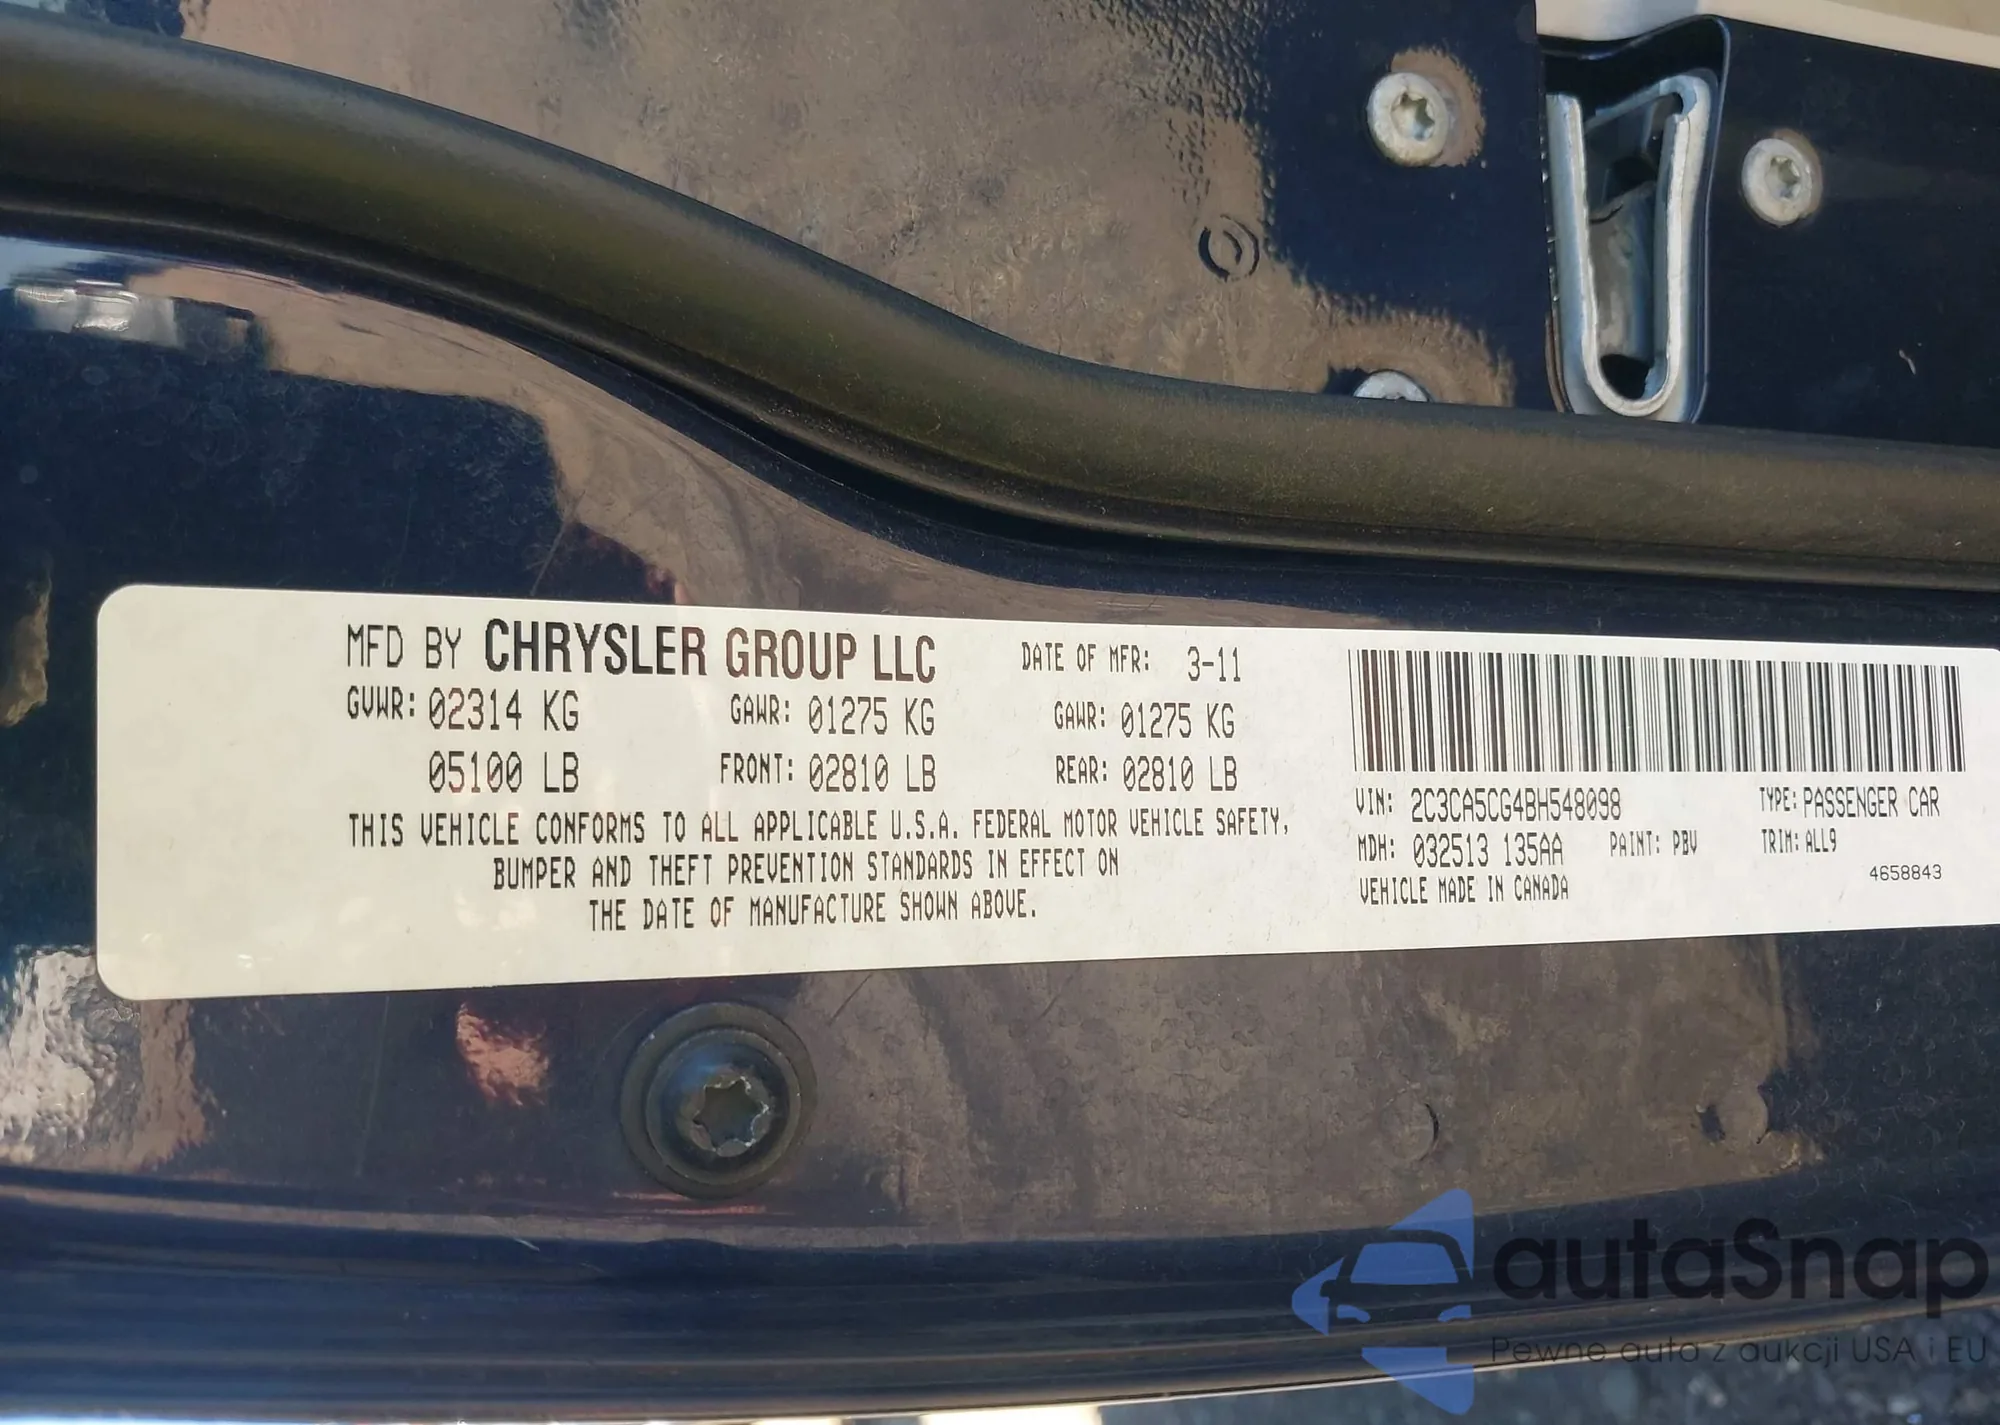 MFD BY CHRYSLER GROUP LLC DATE OF MFR: 3-11
GVWR: 02314 KG GAWR: 01275 KG GAWR: 01275 KG
05100 LB FRONT: 02810 LB REAR: 02810 LB
THIS VEHICLE CONFORMS TO ALL APPLICABLE U.S.A. FEDERAL MOTOR VEHICLE SAFETY,
BUMPER AND THEFT PREVENTION STANDARDS IN EFFECT ON
THE DATE OF MANUFACTURE SHOWN ABOVE.
VIN: 2C3CA5CG4BH548098 TYPE: PASSENGER CAR
MDH: 032513 135AA PAINT: PBV TRIM: ALL9
VEHICLE MADE IN CANADA 4658843
autaSnap
Pewne auta z aukcji USA i EU